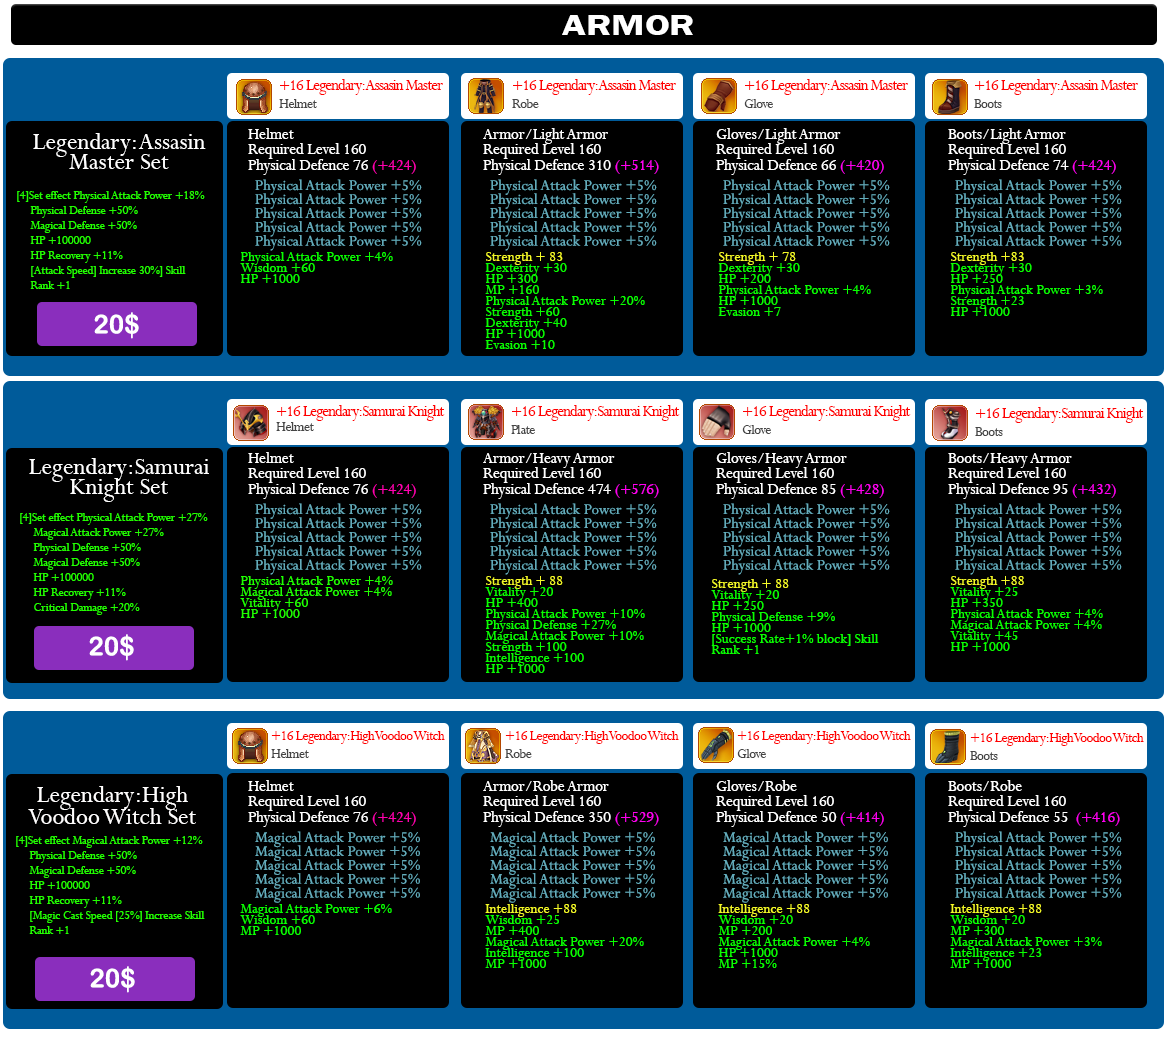 ARMOR
Legendary:Assasin
Master Set
[4]Set effect Physical Attack Power +18%
Physical Defense +50%
Magical Defense +50%
HP +100000
HP Recovery +11%
[Attack Speed] Increase 30%] Skill
Rank +1
20$
+16 Legendary:Assasin Master
Helmet
Helmet
Required Level 160
Physical Defence 76 (+424)
Physical Attack Power +5%
Physical Attack Power +5%
Physical Attack Power +5%
Physical Attack Power +5%
Physical Attack Power +5%
Physical Attack Power +4%
Wisdom +60
HP +1000
+16 Legendary:Assasin Master
Robe
Armor/Light Armor
Required Level 160
Physical Defence 310 (+514)
Physical Attack Power +5%
Physical Attack Power +5%
Physical Attack Power +5%
Physical Attack Power +5%
Physical Attack Power +5%
Strength + 83
Dexterity +30
HP +300
MP +160
Physical Attack Power +20%
Strength +60
Dexterity +40
HP +1000
Evasion +10
+16 Legendary:Assasin Master
Glove
Gloves/Light Armor
Required Level 160
Physical Defence 66 (+420)
Physical Attack Power +5%
Physical Attack Power +5%
Physical Attack Power +5%
Physical Attack Power +5%
Physical Attack Power +5%
Strength + 78
Dexterity +30
HP +200
Physical Attack Power +4%
HP +1000
Evasion +7
+16 Legendary:Assasin Master
Boots
Boots/Light Armor
Required Level 160
Physical Defence 74 (+424)
Physical Attack Power +5%
Physical Attack Power +5%
Physical Attack Power +5%
Physical Attack Power +5%
Physical Attack Power +5%
Strength +83
Dexterity +30
HP +250
Physical Attack Power +3%
Strength +23
HP +1000
Legendary:Samurai
Knight Set
[4]Set effect Physical Attack Power +27%
Magical Attack Power +27%
Physical Defense +50%
Magical Defense +50%
HP +100000
HP Recovery +11%
Critical Damage +20%
20$
+16 Legendary:Samurai Knight
Helmet
Helmet
Required Level 160
Physical Defence 76 (+424)
Physical Attack Power +5%
Physical Attack Power +5%
Physical Attack Power +5%
Physical Attack Power +5%
Physical Attack Power +5%
Physical Attack Power +4%
Magical Attack Power +4%
Vitality +60
HP +1000
+16 Legendary:Samurai Knight
Plate
Armor/Heavy Armor
Required Level 160
Physical Defence 474 (+576)
Physical Attack Power +5%
Physical Attack Power +5%
Physical Attack Power +5%
Physical Attack Power +5%
Physical Attack Power +5%
Strength + 88
Vitality +20
HP +400
Physical Attack Power +10%
Physical Defense +27%
Magical Attack Power +10%
Strength +100
Intelligence +100
HP +1000
+16 Legendary:Samurai Knight
Glove
Gloves/Heavy Armor
Required Level 160
Physical Defence 85 (+428)
Physical Attack Power +5%
Physical Attack Power +5%
Physical Attack Power +5%
Physical Attack Power +5%
Physical Attack Power +5%
Strength + 88
Vitality +20
HP +250
Physical Defense +9%
HP +1000
[Success Rate+1% block] Skill
Rank +1
+16 Legendary:Samurai Knight
Boots
Boots/Heavy Armor
Required Level 160
Physical Defence 95 (+432)
Physical Attack Power +5%
Physical Attack Power +5%
Physical Attack Power +5%
Physical Attack Power +5%
Physical Attack Power +5%
Strength +88
Vitality +25
HP +350
Physical Attack Power +4%
Magical Attack Power +4%
Vitality +45
HP +1000
Legendary:High
Voodoo Witch Set
[4]Set effect Magical Attack Power +12%
Physical Defense +50%
Magical Defense +50%
HP +100000
HP Recovery +11%
[Magic Cast Speed [25%] Increase Skill
Rank +1
20$
+16 Legendary:High Voodoo Witch
Helmet
Helmet
Required Level 160
Physical Defence 76 (+424)
Magical Attack Power +5%
Magical Attack Power +5%
Magical Attack Power +5%
Magical Attack Power +5%
Magical Attack Power +5%
Magical Attack Power +6%
Wisdom +60
MP +1000
+16 Legendary:High Voodoo Witch
Robe
Armor/Robe Armor
Required Level 160
Physical Defence 350 (+529)
Magical Attack Power +5%
Magical Attack Power +5%
Magical Attack Power +5%
Magical Attack Power +5%
Magical Attack Power +5%
Intelligence +88
Wisdom +25
MP +400
Magical Attack Power +20%
Intelligence +100
MP +1000
+16 Legendary:High Voodoo Witch
Glove
Gloves/Robe
Required Level 160
Physical Defence 50 (+414)
Magical Attack Power +5%
Magical Attack Power +5%
Magical Attack Power +5%
Magical Attack Power +5%
Magical Attack Power +5%
Intelligence +88
Wisdom +20
MP +200
Magical Attack Power +4%
HP +1000
MP +15%
+16 Legendary:High Voodoo Witch
Boots
Boots/Robe
Required Level 160
Physical Defence 55 (+416)
Physical Attack Power +5%
Physical Attack Power +5%
Physical Attack Power +5%
Physical Attack Power +5%
Physical Attack Power +5%
Intelligence +88
Wisdom +20
MP +300
Magical Attack Power +3%
Intelligence +23
MP +1000